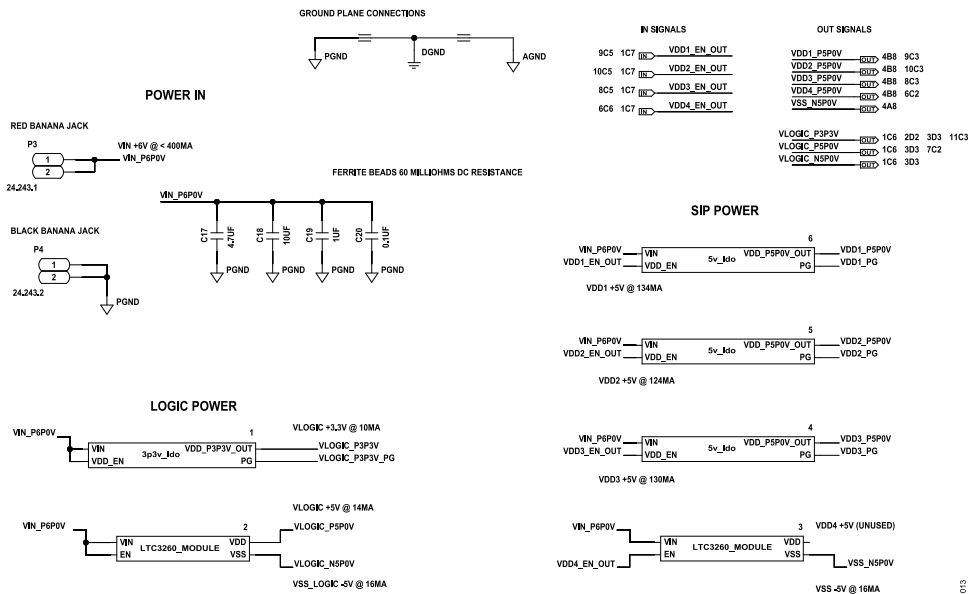 GROUND PLANE CONNECTIONS
PGND
DGND
AGND
IN SIGNALS
9C5 1C7 IN VDD1_EN_OUT
10C5 1C7 IN VDD2_EN_OUT
8C5 1C7 IN VDD3_EN_OUT
6C6 1C7 IN VDD4_EN_OUT
OUT SIGNALS
VDD1_P5P0V OUT 4B8 9C3
VDD2_P5P0V OUT 4B8 10C3
VDD3_P5P0V OUT 4B8 8C3
VDD4_P5P0V OUT 4B8 6C2
VSS_N5P0V OUT 4A8
VLOGIC_P3P3V OUT 1C6 2D2 3D3 11C3
VLOGIC_P5P0V OUT 1C6 3D3 7C2
VLOGIC_N5P0V OUT 1C6 3D3
POWER IN
RED BANANA JACK
P3
VIN +6V @ < 400MA
1
VIN_P6P0V
2
24.243.1
BLACK BANANA JACK
P4
1
2
24.243.2
PGND
FERRITE BEADS 60 MILLIOHMS DC RESISTANCE
VIN_P6P0V
C17 4.7UF
C18 10UF
C19 1UF
C20 0.1UF
PGND PGND PGND PGND
SIP POWER
6
VIN_P6P0V VIN 5v_ldo VDD_P5P0V_OUT VDD1_P5P0V
VDD1_EN_OUT VDD_EN PG VDD1_PG
VDD1 +5V @ 134MA
5
VIN_P6P0V VIN 5v_ldo VDD_P5P0V_OUT VDD2_P5P0V
VDD2_EN_OUT VDD_EN PG VDD2_PG
VDD2 +5V @ 124MA
4
VIN_P6P0V VIN 5v_ldo VDD_P5P0V_OUT VDD3_P5P0V
VDD3_EN_OUT VDD_EN PG VDD3_PG
VDD3 +5V @ 130MA
3 VDD4 +5V (UNUSED)
VIN_P6P0V VIN LTC3260_MODULE VDD
VDD4_EN_OUT EN VSS VSS_N5P0V
VSS -5V @ 16MA
LOGIC POWER
1 VLOGIC +3.3V @ 10MA
VIN_P6P0V VIN 3p3v_ldo VDD_P3P3V_OUT VLOGIC_P3P3V
VDD_EN PG VLOGIC_P3P3V_PG
VLOGIC +5V @ 14MA
2
VIN_P6P0V VIN LTC3260_MODULE VDD VLOGIC_P5P0V
EN VSS VLOGIC_N5P0V
VSS_LOGIC -5V @ 16MA
013